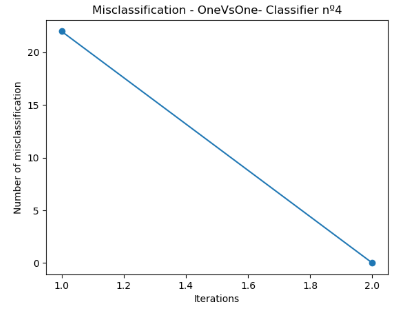 Misclassification - OneVsOne- Classifier nº4
Number of misclassification
20
15
10
5
0
1.0 1.2 1.4 1.6 1.8 2.0
Iterations